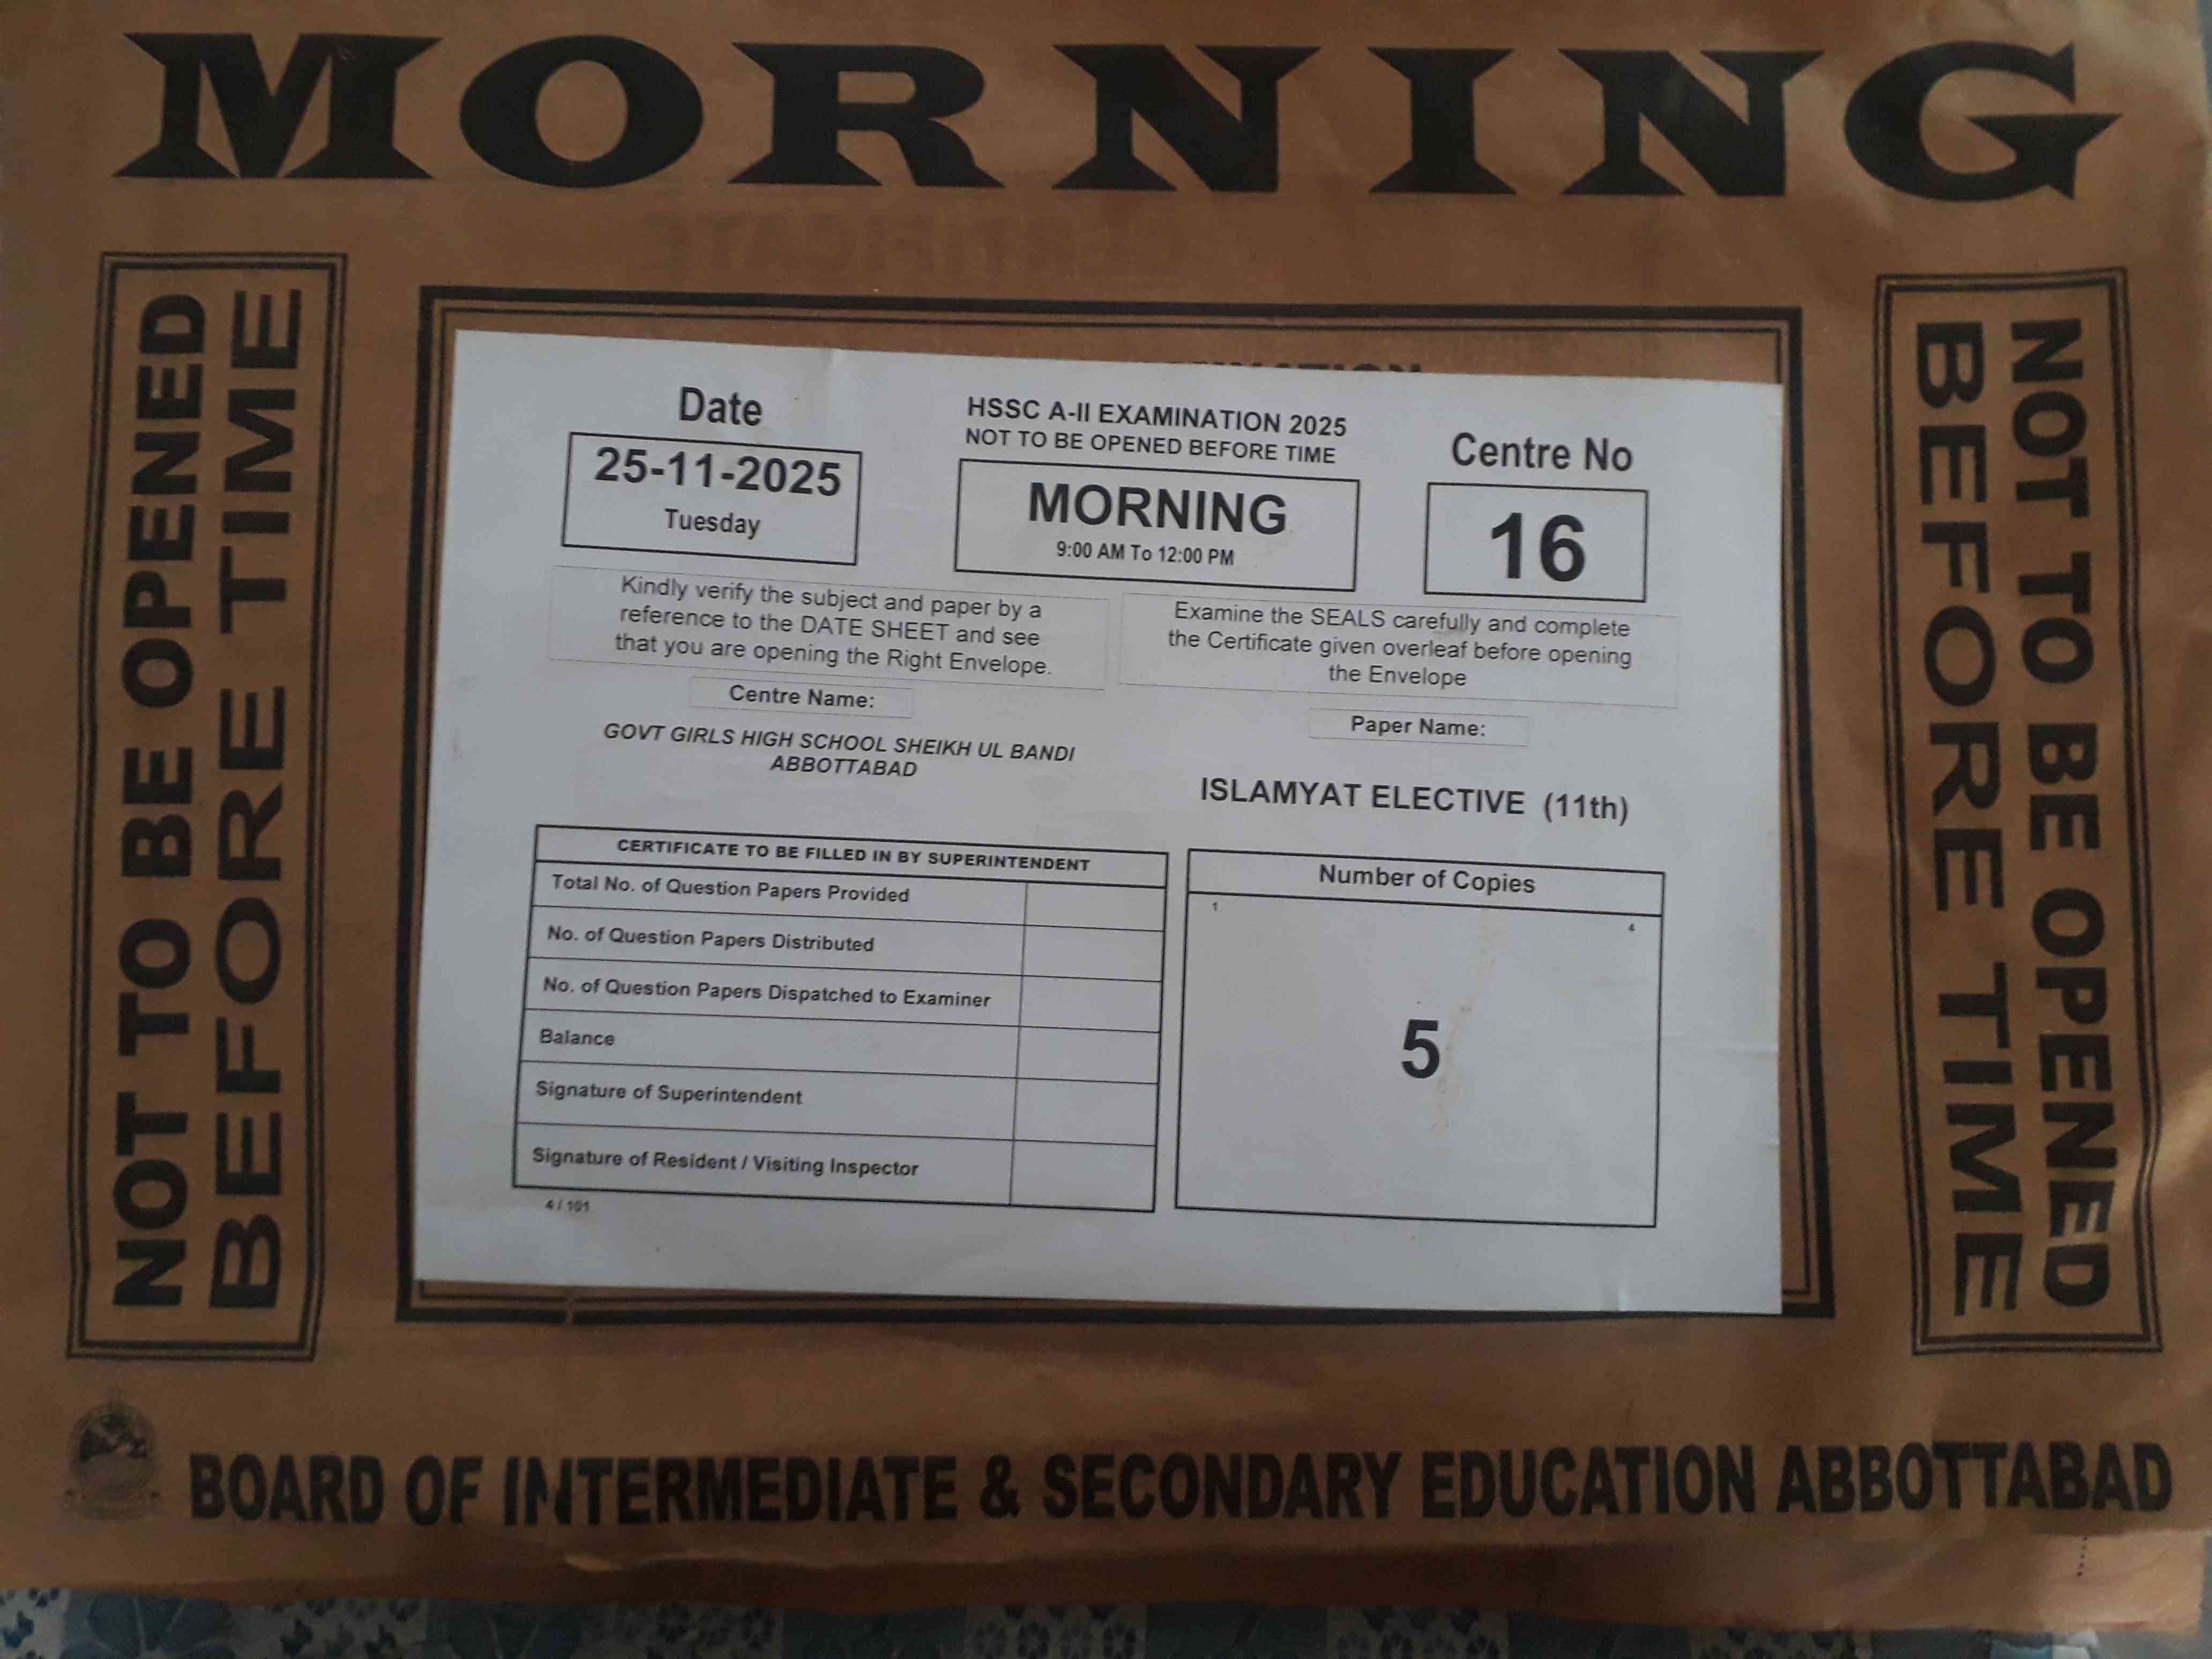 MORNING
NOT TO BE OPENED
BEFORE TIME
Date
25-11-2025
Tuesday
HSSC A-II EXAMINATION 2025
NOT TO BE OPENED BEFORE TIME
MORNING
9:00 AM To 12:00 PM
Centre No
16
Kindly verify the subject and paper by a
reference to the DATE SHEET and see
that you are opening the Right Envelope.
Examine the SEALS carefully and complete
the Certificate given overleaf before opening
the Envelope
Centre Name:
GOVT GIRLS HIGH SCHOOL SHEIKH UL BANDI
ABBOTTABAD
Paper Name:
ISLAMYAT ELECTIVE (11th)
CERTIFICATE TO BE FILLED IN BY SUPERINTENDENT
Total No. of Question Papers Provided
No. of Question Papers Distributed
No. of Question Papers Dispatched to Examiner
Balance
Signature of Superintendent
Signature of Resident / Visiting Inspector
4 / 101
Number of Copies
1
4
5
NOT TO BE OPENED
BEFORE TIME
BOARD OF INTERMEDIATE & SECONDARY EDUCATION ABBOTTABAD